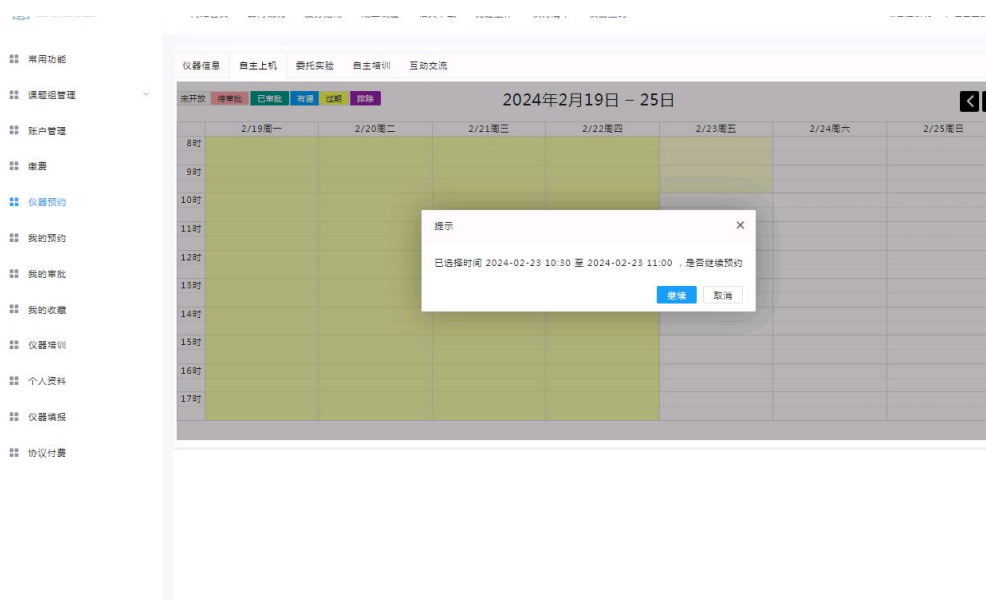 常用功能
课题组管理
账户管理
缴费
仪器预约
我的预约
我的审批
我的收藏
仪器培训
个人资料
仪器填报
协议付费
仪器信息 自主上机 委托实验 自主培训 互动交流
未开放 待审批 已审批 有课 过期 排除
2024年2月19日 – 25日
2/19周一 2/20周二 2/21周三 2/22周四 2/23周五 2/24周六 2/25周日
8时
9时
10时
11时
12时
13时
14时
15时
16时
17时
提示
已选择时间 2024-02-23 10:30 至 2024-02-23 11:00 ，是否继续预约
继续 取消